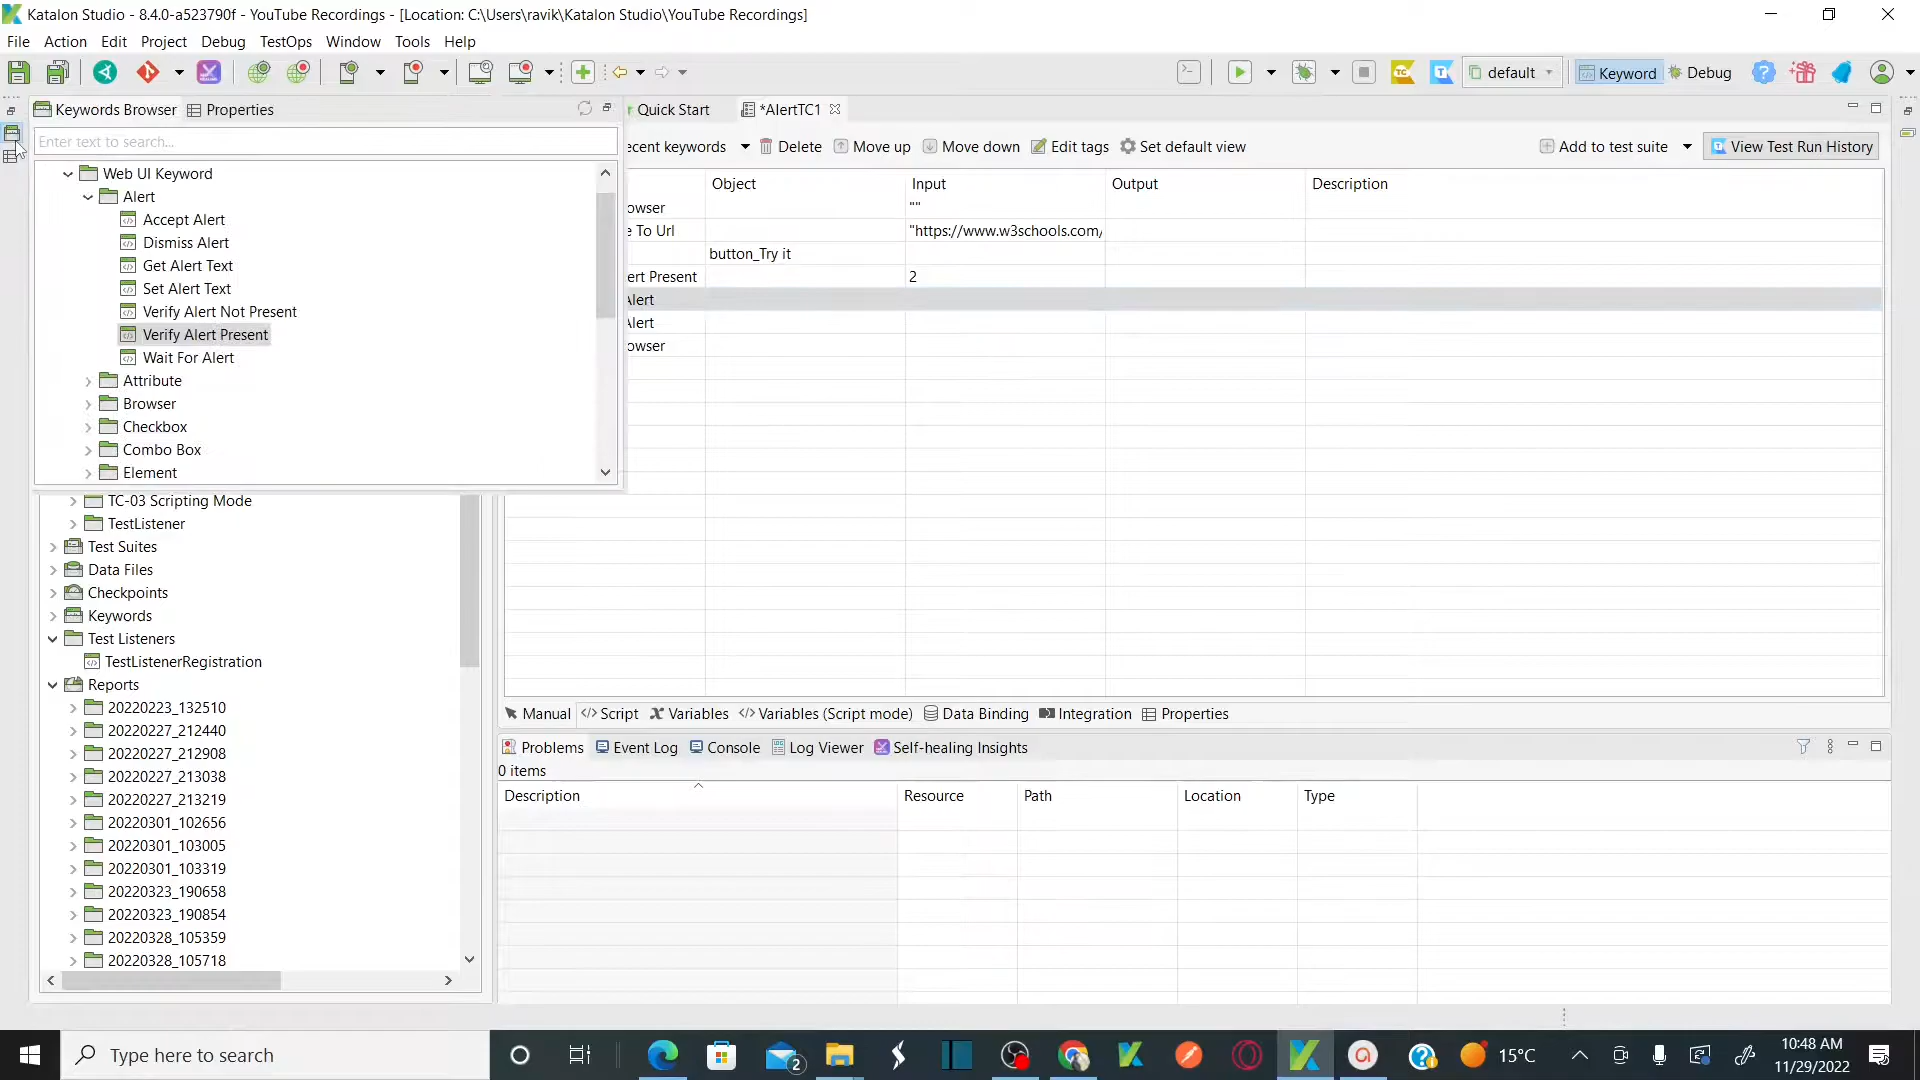 Katalon Studio - 8.4.0-a523790f - YouTube Recordings - [Location: C:\Users\ravik\Katalon Studio\YouTube Recordings]
File Action Edit Project Debug TestOps Window Tools Help
default Keyword Debug
Keywords Browser Properties
Quick Start *AlertTC1
Enter text to search...
ecent keywords Delete Move up Move down Edit tags Set default view Add to test suite View Test Run History
Web UI Keyword
Alert
Accept Alert
Dismiss Alert
Get Alert Text
Set Alert Text
Verify Alert Not Present
Verify Alert Present
Wait For Alert
Attribute
Browser
Checkbox
Combo Box
Element
Object Input Output Description
owser ""
e To Url "https://www.w3schools.com/
button_Try it
ert Present 2
Alert
Alert
owser
TC-03 Scripting Mode
TestListener
Test Suites
Data Files
Checkpoints
Keywords
Test Listeners
TestListenerRegistration
Reports
20220223_132510
20220227_212440
20220227_212908
20220227_213038
20220227_213219
20220301_102656
20220301_103005
20220301_103319
20220323_190658
20220323_190854
20220328_105359
20220328_105718
Manual Script Variables Variables (Script mode) Data Binding Integration Properties
Problems Event Log Console Log Viewer Self-healing Insights
0 items
Description Resource Path Location Type
Type here to search
2
15°C
10:48 AM
11/29/2022